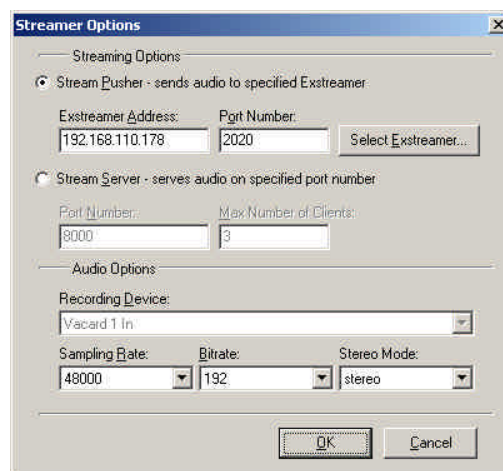 Streamer Options
Streaming Options
Stream Pusher - sends audio to specified Exstreamer
Exstreamer Address: Port Number:
192.168.110.178 2020 Select Exstreamer...
Stream Server - serves audio on specified port number
Port Number: Max Number of Clients:
8000 3
Audio Options
Recording Device:
Vacard 1 In
Sampling Rate: Bitrate: Stereo Mode:
48000 192 stereo
OK Cancel